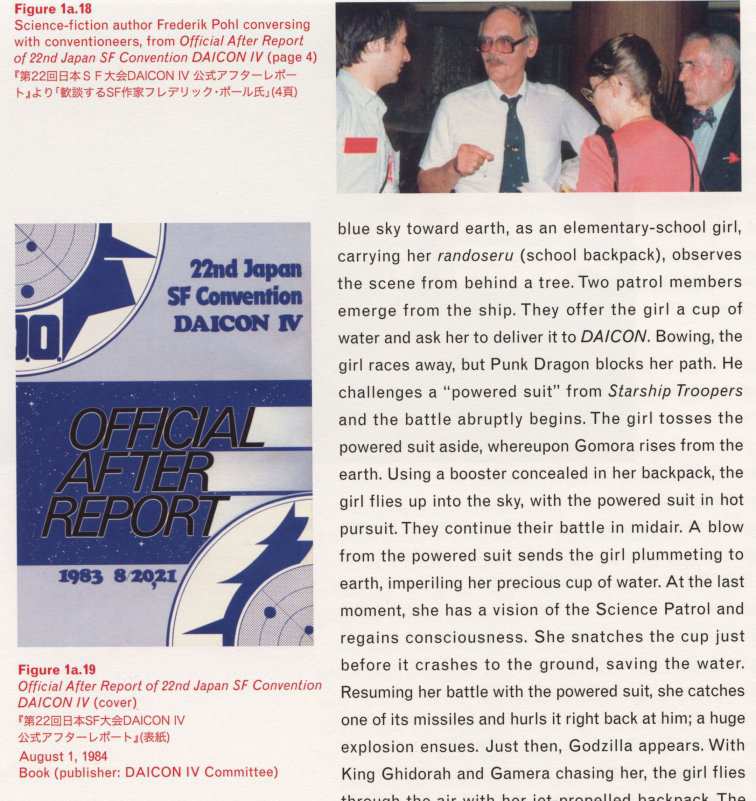 Figure 1a.18
Science-fiction author Frederik Pohl conversing
with conventioneers, from Official After Report
of 22nd Japan SF Convention DAICON IV (page 4)
『第22回日本ＳＦ大会DAICON IV 公式アフターレポー
ト』より「歓談するSF作家フレデリック・ポール氏」(4頁)
O.
22nd Japan
SF Convention
DAICON IV
OFFICIAL
AFTER
REPORT
1983 8/20,21
Figure 1a.19
Official After Report of 22nd Japan SF Convention
DAICON IV (cover)
『第22回日本SF大会DAICON IV
公式アフターレポート』(表紙)
August 1, 1984
Book (publisher: DAICON IV Committee)
blue sky toward earth, as an elementary-school girl,
carrying her randoseru (school backpack), observes
the scene from behind a tree. Two patrol members
emerge from the ship. They offer the girl a cup of
water and ask her to deliver it to DAICON. Bowing, the
girl races away, but Punk Dragon blocks her path. He
challenges a “powered suit” from Starship Troopers
and the battle abruptly begins. The girl tosses the
powered suit aside, whereupon Gomora rises from the
earth. Using a booster concealed in her backpack, the
girl flies up into the sky, with the powered suit in hot
pursuit. They continue their battle in midair. A blow
from the powered suit sends the girl plummeting to
earth, imperiling her precious cup of water. At the last
moment, she has a vision of the Science Patrol and
regains consciousness. She snatches the cup just
before it crashes to the ground, saving the water.
Resuming her battle with the powered suit, she catches
one of its missiles and hurls it right back at him; a huge
explosion ensues. Just then, Godzilla appears. With
King Ghidorah and Gamera chasing her, the girl flies
through the air with her jet-propelled backpack. The